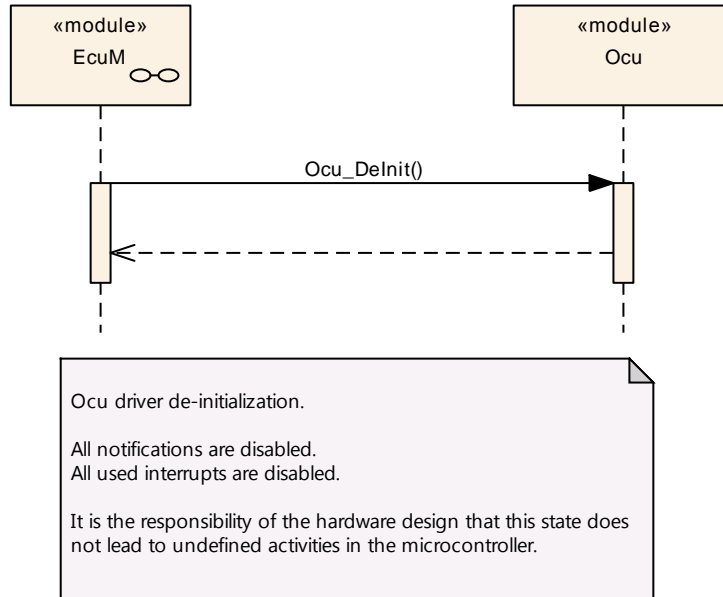 «module»
EcuM
«module»
Ocu
Ocu_DeInit()
Ocu driver de-initialization.
All notifications are disabled.
All used interrupts are disabled.
It is the responsibility of the hardware design that this state does
not lead to undefined activities in the microcontroller.